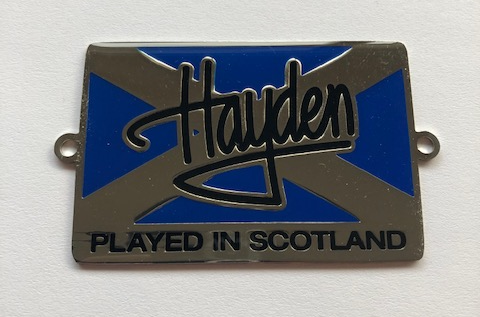 Hayden
PLAYED IN SCOTLAND